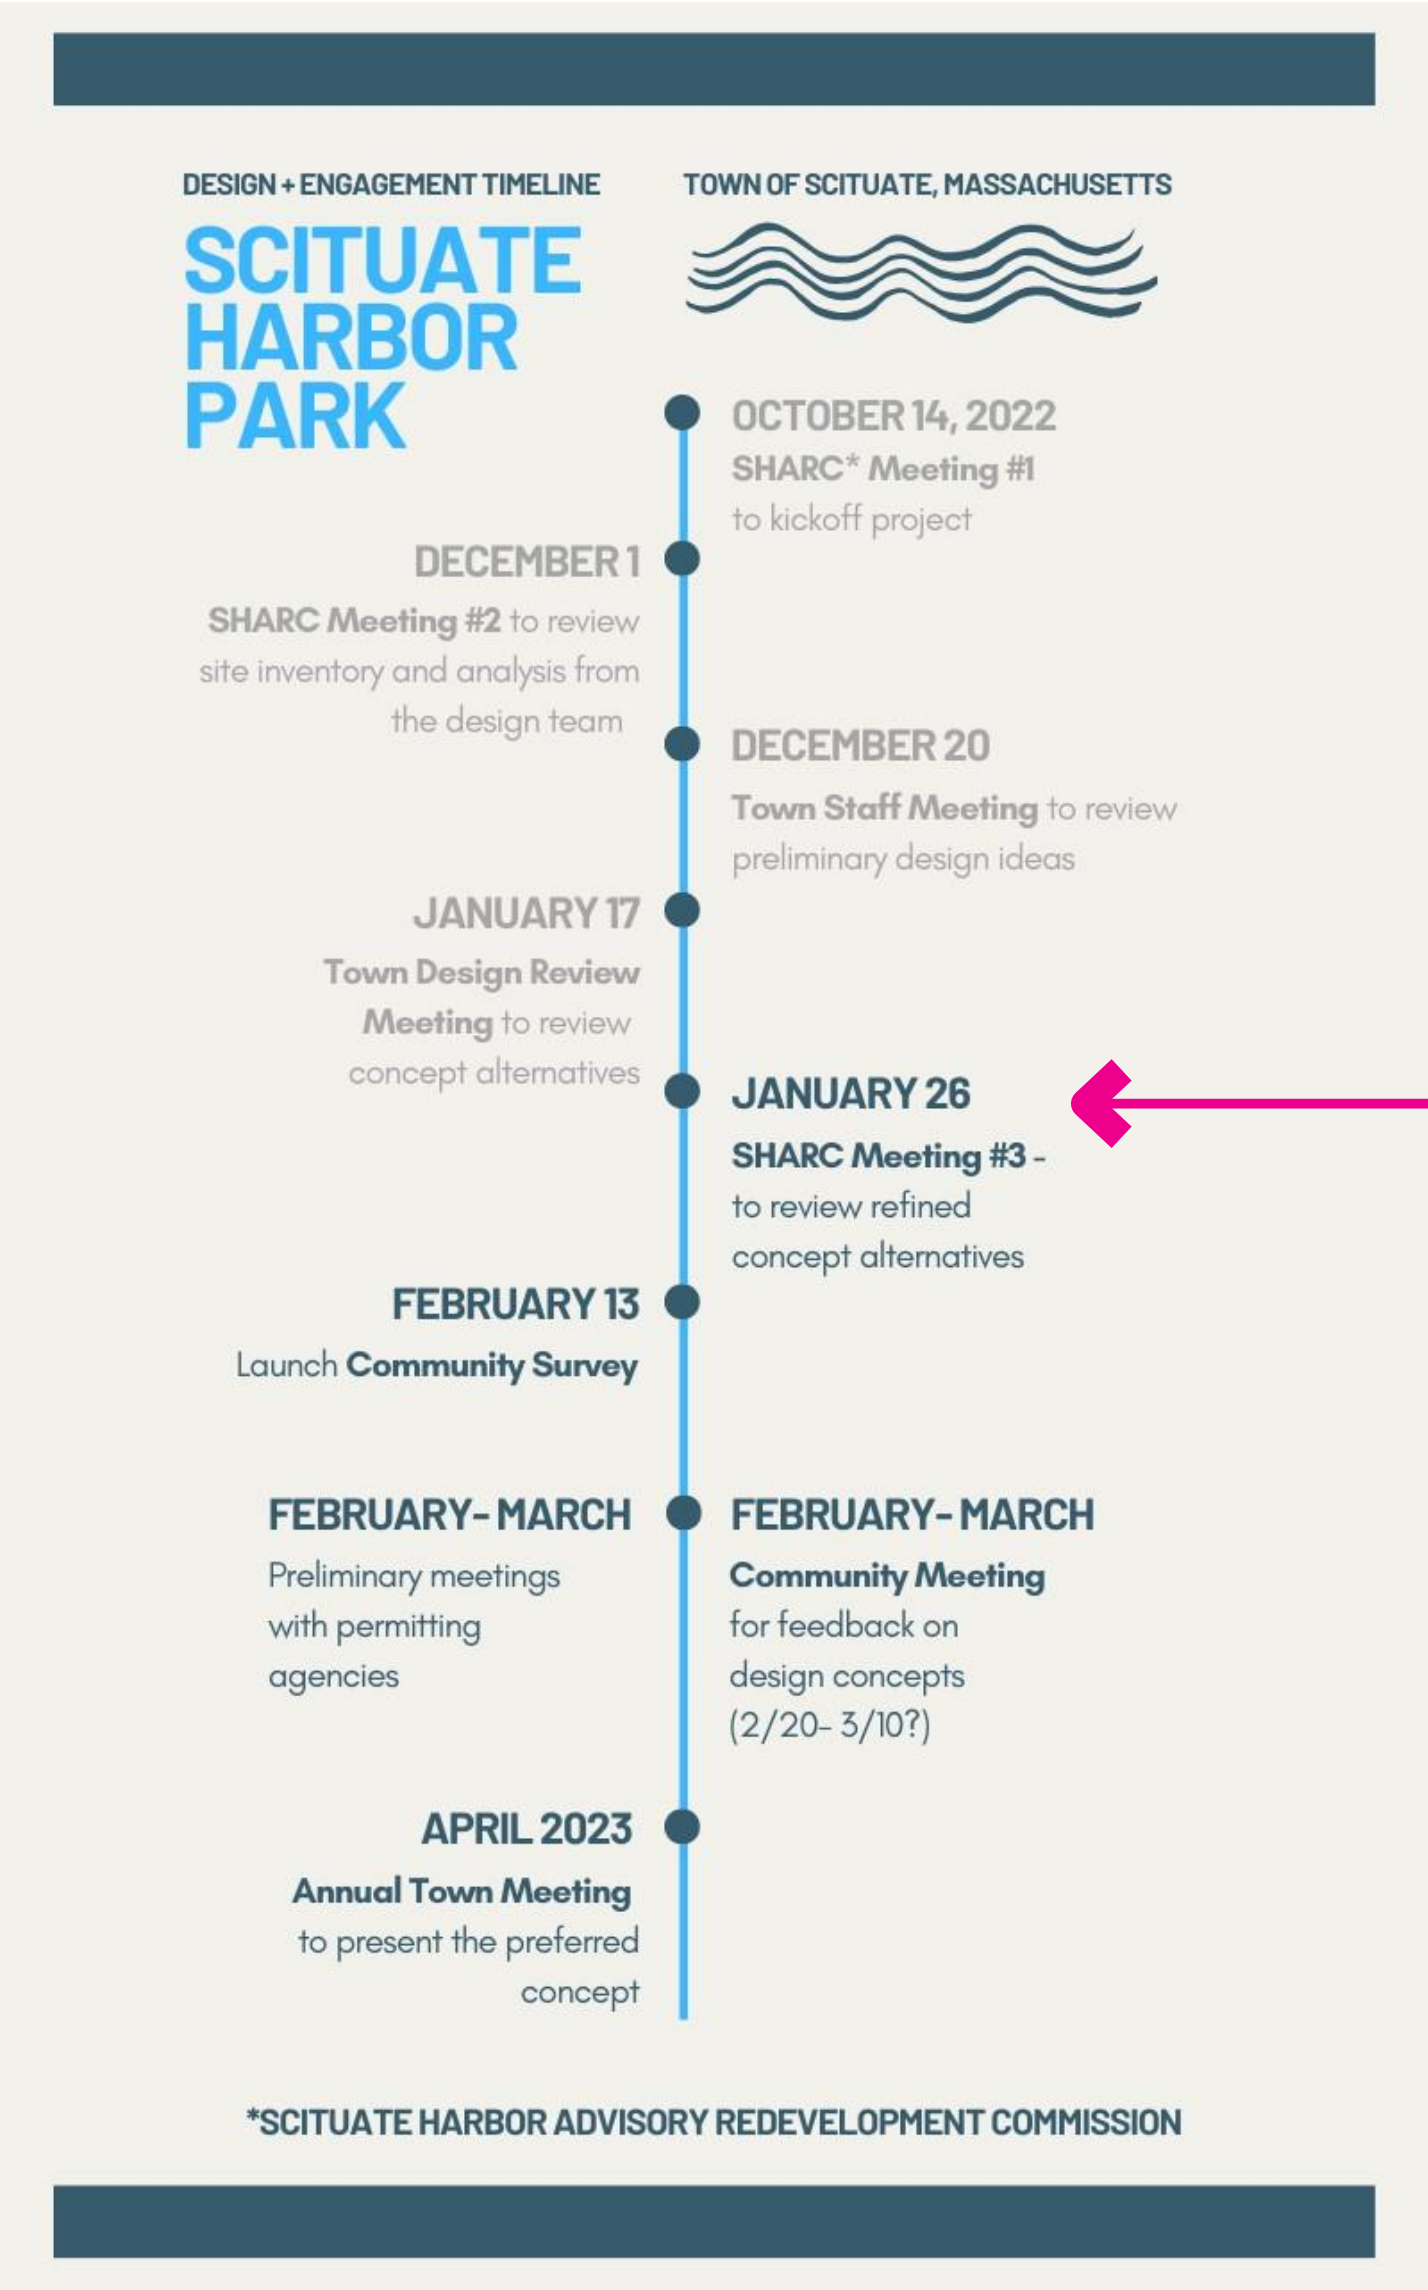 DESIGN + ENGAGEMENT TIMELINE
SCITUATE
HARBOR
PARK
TOWN OF SCITUATE, MASSACHUSETTS
OCTOBER 14, 2022
SHARC* Meeting #1
to kickoff project
DECEMBER 1
SHARC Meeting #2 to review
site inventory and analysis from
the design team
DECEMBER 20
Town Staff Meeting to review
preliminary design ideas
JANUARY 17
Town Design Review
Meeting to review
concept alternatives
JANUARY 26
SHARC Meeting #3 -
to review refined
concept alternatives
FEBRUARY 13
Launch Community Survey
FEBRUARY- MARCH
Preliminary meetings
with permitting
agencies
FEBRUARY- MARCH
Community Meeting
for feedback on
design concepts
(2/20- 3/10?)
APRIL 2023
Annual Town Meeting
to present the preferred
concept
*SCITUATE HARBOR ADVISORY REDEVELOPMENT COMMISSION